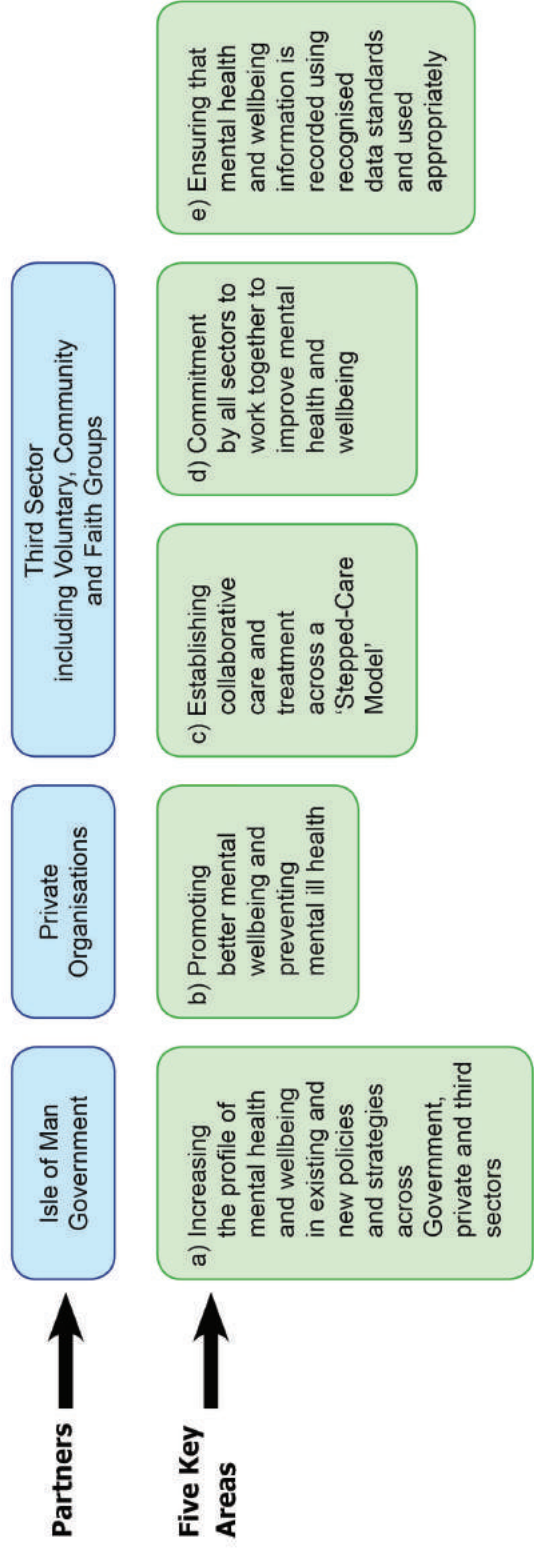 Partners
Isle of Man
Government
Private
Organisations
Third Sector
including Voluntary, Community
and Faith Groups
Five Key
Areas
a) Increasing
the profile of
mental health
and wellbeing
in existing and
new policies
and strategies
across
Government,
private and third
sectors
b) Promoting
better mental
wellbeing and
preventing
mental ill health
c) Establishing
collaborative
care and
treatment
across a
‘Stepped-Care
Model’
d) Commitment
by all sectors to
work together to
improve mental
health and
wellbeing
e) Ensuring that
mental health
and wellbeing
information is
recorded using
recognised
data standards
and used
appropriately